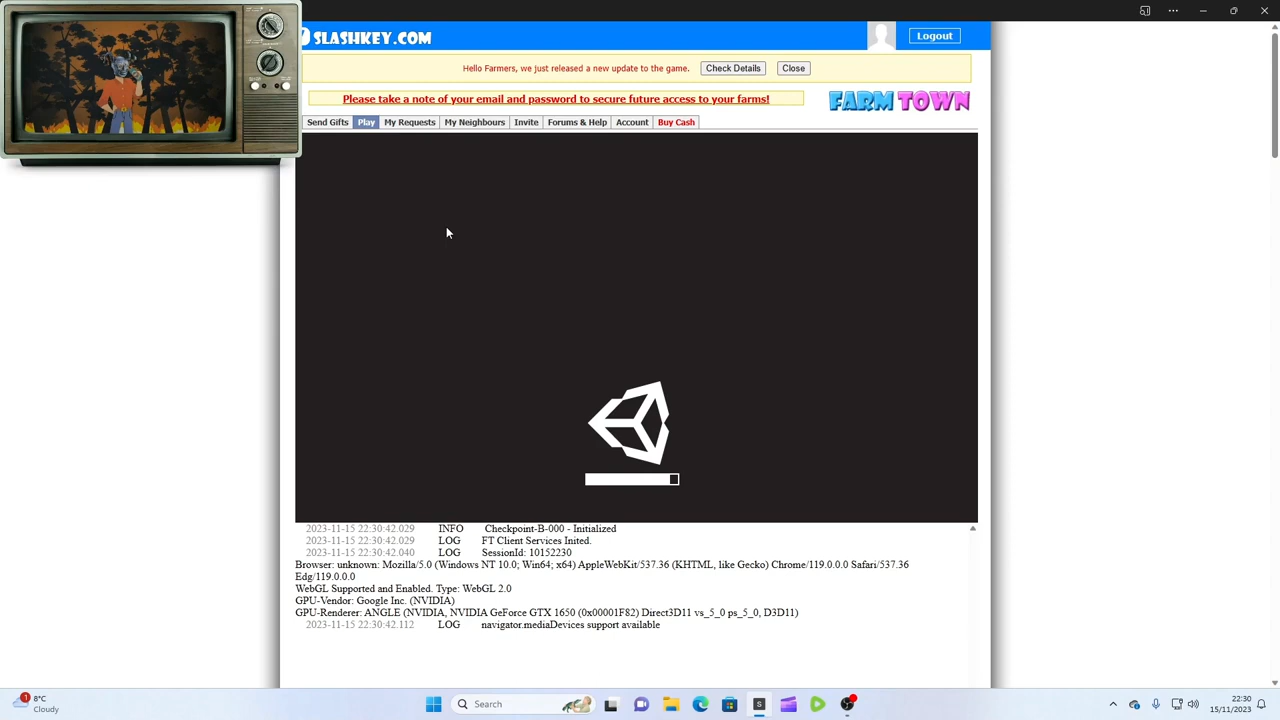 SLASHKEY.COM
Logout
Hello Farmers, we just released a new update to the game. Check Details Close
Please take a note of your email and password to secure future access to your farms!
FARM TOWN
Send Gifts Play My Requests My Neighbours Invite Forums & Help Account Buy Cash
2023-11-15 22:30:42.029 INFO Checkpoint-B-000 - Initialized
2023-11-15 22:30:42.029 LOG FT Client Services Inited.
2023-11-15 22:30:42.040 LOG SessionId: 10152230
Browser: unknown: Mozilla/5.0 (Windows NT 10.0; Win64; x64) AppleWebKit/537.36 (KHTML, like Gecko) Chrome/119.0.0.0 Safari/537.36
Edg/119.0.0.0
WebGL Supported and Enabled. Type: WebGL 2.0
GPU-Vendor: Google Inc. (NVIDIA)
GPU-Renderer: ANGLE (NVIDIA, NVIDIA GeForce GTX 1650 (0x00001F82) Direct3D11 vs_5_0 ps_5_0, D3D11)
2023-11-15 22:30:42.112 LOG navigator.mediaDevices support available
1
8°C
Cloudy
Search
S
22:30
15/11/2023